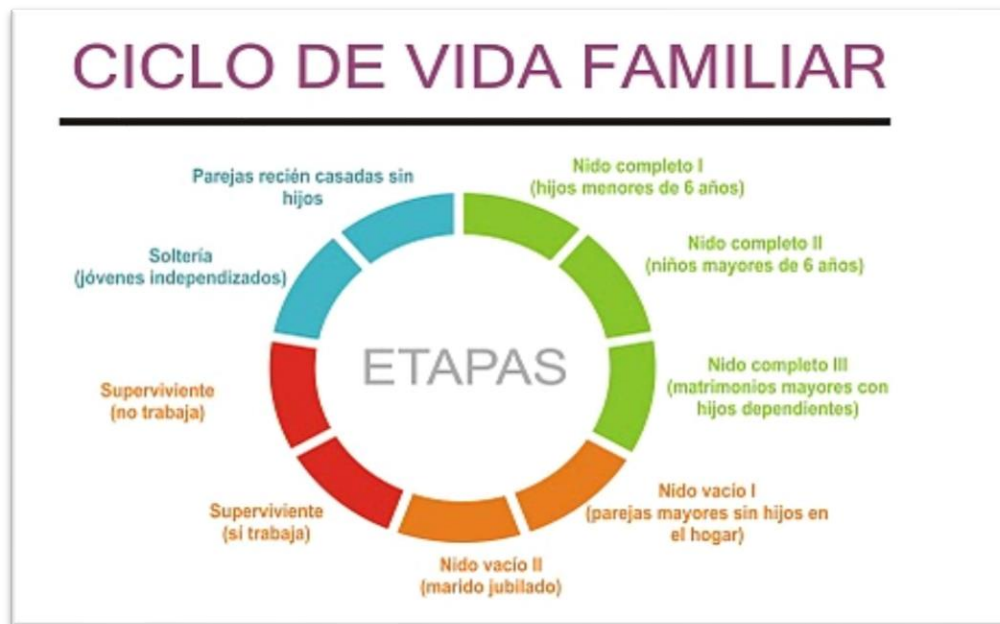 CICLO DE VIDA FAMILIAR
Parejas recién casadas sin
hijos
Nido completo I
(hijos menores de 6 años)
Soltería
(jóvenes independizados)
Nido completo II
(niños mayores de 6 años)
ETAPAS
Superviviente
(no trabaja)
Nido completo III
(matrimonios mayores con
hijos dependientes)
Superviviente
(sí trabaja)
Nido vacío I
(parejas mayores sin hijos en
el hogar)
Nido vacío II
(marido jubilado)